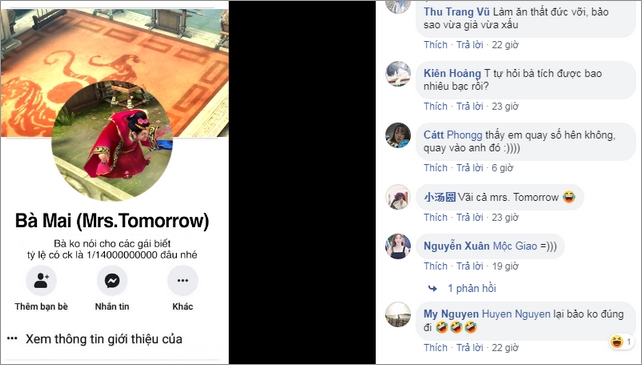 Bà Mai (Mrs.Tomorrow)
Bà ko nói cho các gái biết
tỷ lệ có ck là 1/14000000000 đâu nhé
Thêm bạn bè
Nhắn tin
Khác
Xem thông tin giới thiệu của
Thu Trang Vũ Làm ăn thất đức vỡi, bảo
sao vừa già vừa xấu
Thích · Trả lời · 22 giờ
Kiên Hoảng T tự hỏi bà tích được bao
nhiêu bạc rồi?
Thích · Trả lời · 23 giờ
Cátt Phongg thấy em quay số hên không,
quay vào anh đó :))))
Thích · Trả lời · 6 giờ
小汤圆 Vãi cả mrs. Tomorrow 😂
Thích · Trả lời · 23 giờ
Nguyễn Xuân Mộc Giao =)))
Thích · Trả lời · 19 giờ
1 phản hồi
My Nguyen Huyen Nguyen lại bảo ko đúng
đi 🤣🤣🤣
1
Thích · Trả lời · 22 giờ